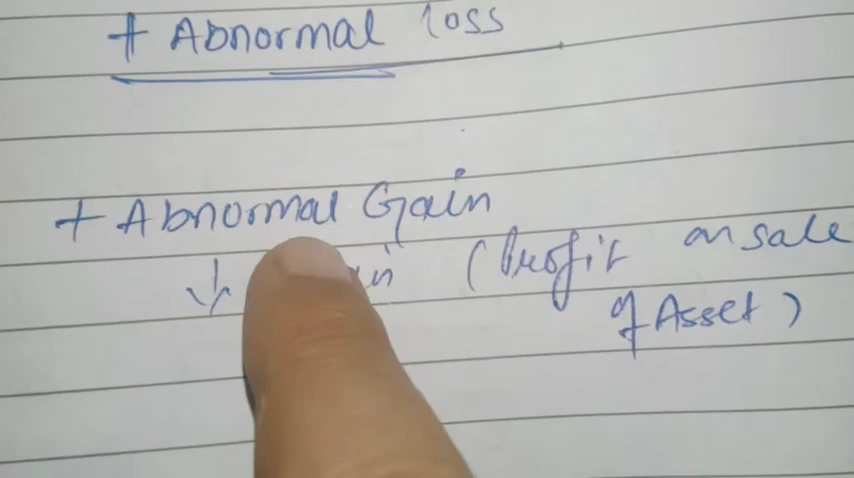 + Abnormal loss
+ Abnormal Gain
(Profit on sale
of Asset)